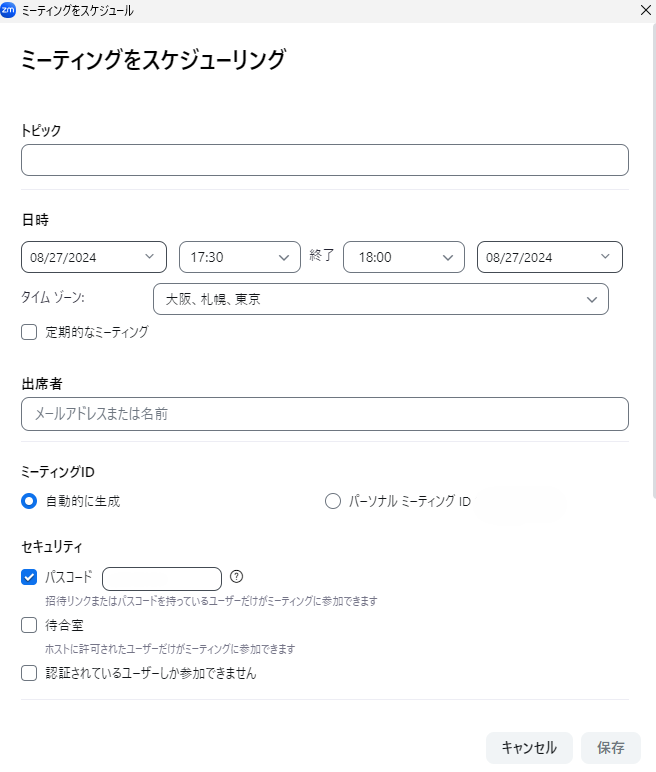 zm ミーティングをスケジュール
ミーティングをスケジューリング
トピック
日時
08/27/2024 17:30 終了 18:00 08/27/2024
タイム ゾーン: 大阪、札幌、東京
定期的なミーティング
出席者
メールアドレスまたは名前
ミーティングID
自動的に生成 パーソナル ミーティング ID
セキュリティ
パスコード ?
招待リンクまたはパスコードを持っているユーザーだけがミーティングに参加できます
待合室
ホストに許可されたユーザーだけがミーティングに参加できます
認証されているユーザーしか参加できません
キャンセル 保存